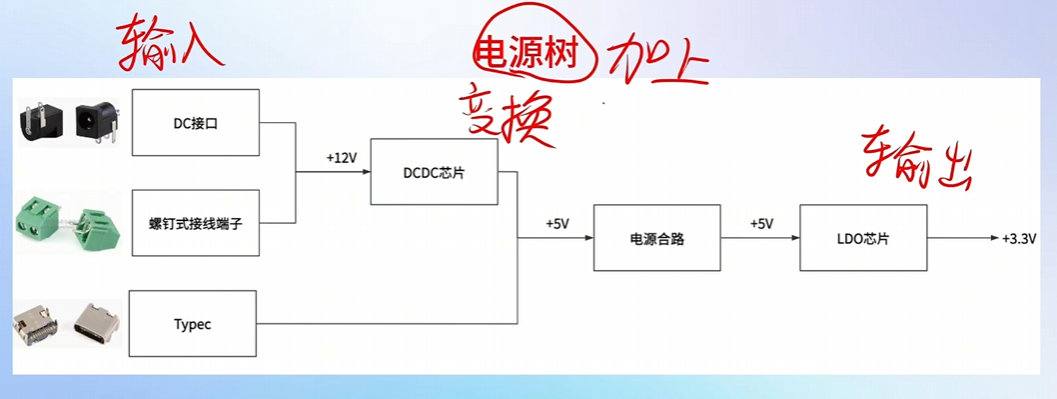 输入
电源树 加上
变换
DC接口
+12V
DCDC芯片
输出
螺钉式接线端子
+5V
电源合路
+5V
LDO芯片
+3.3V
Typec